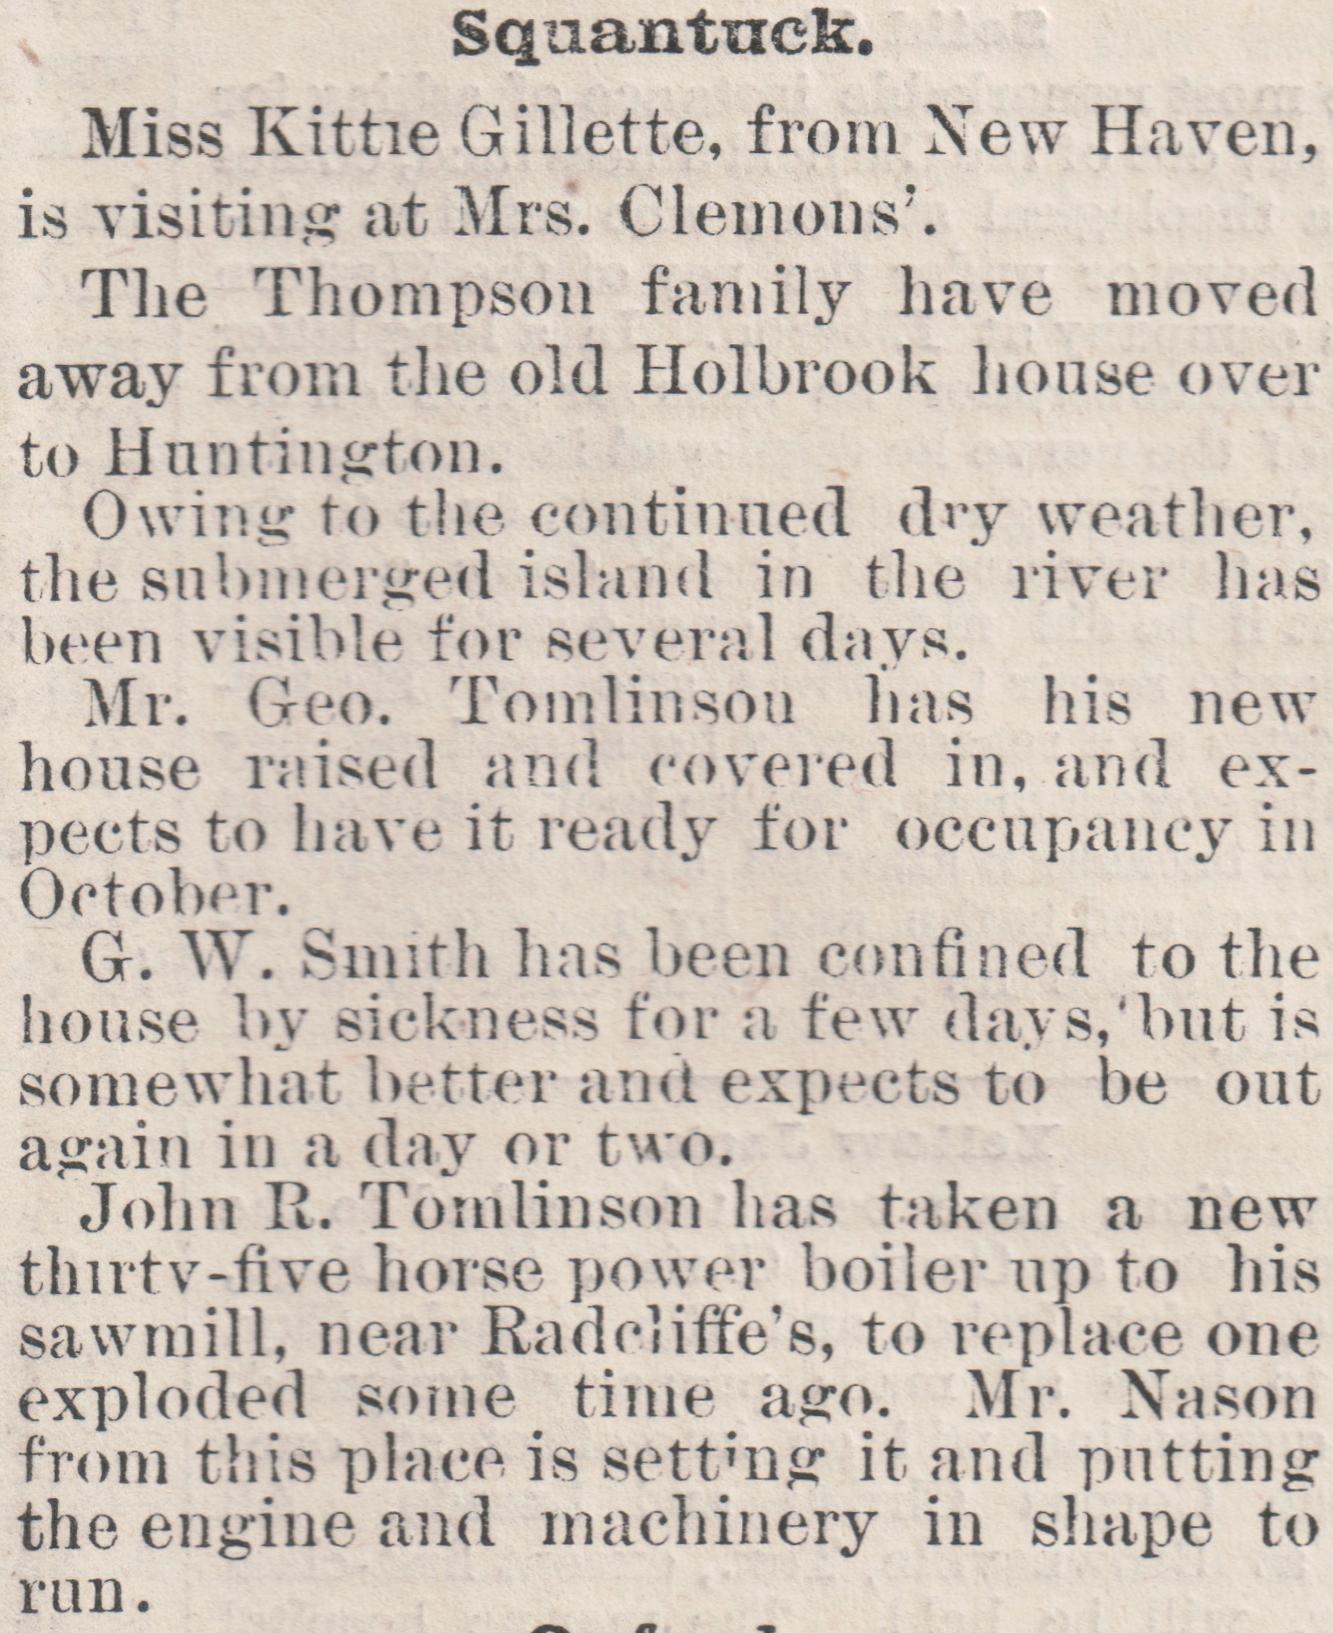 Squantuck.
Miss Kittie Gillette, from New Haven,
is visiting at Mrs. Clemons'.
The Thompson family have moved
away from the old Holbrook house over
to Huntington.
Owing to the continued dry weather,
the submerged island in the river has
been visible for several days.
Mr. Geo. Tomlinson has his new
house raised and covered in, and ex-
pects to have it ready for occupancy in
October.
G. W. Smith has been confined to the
house by sickness for a few days, but is
somewhat better and expects to be out
again in a day or two.
John R. Tomlinson has taken a new
thirty-five horse power boiler up to his
sawmill, near Radcliffe's, to replace one
exploded some time ago. Mr. Nason
from this place is setting it and putting
the engine and machinery in shape to
run.